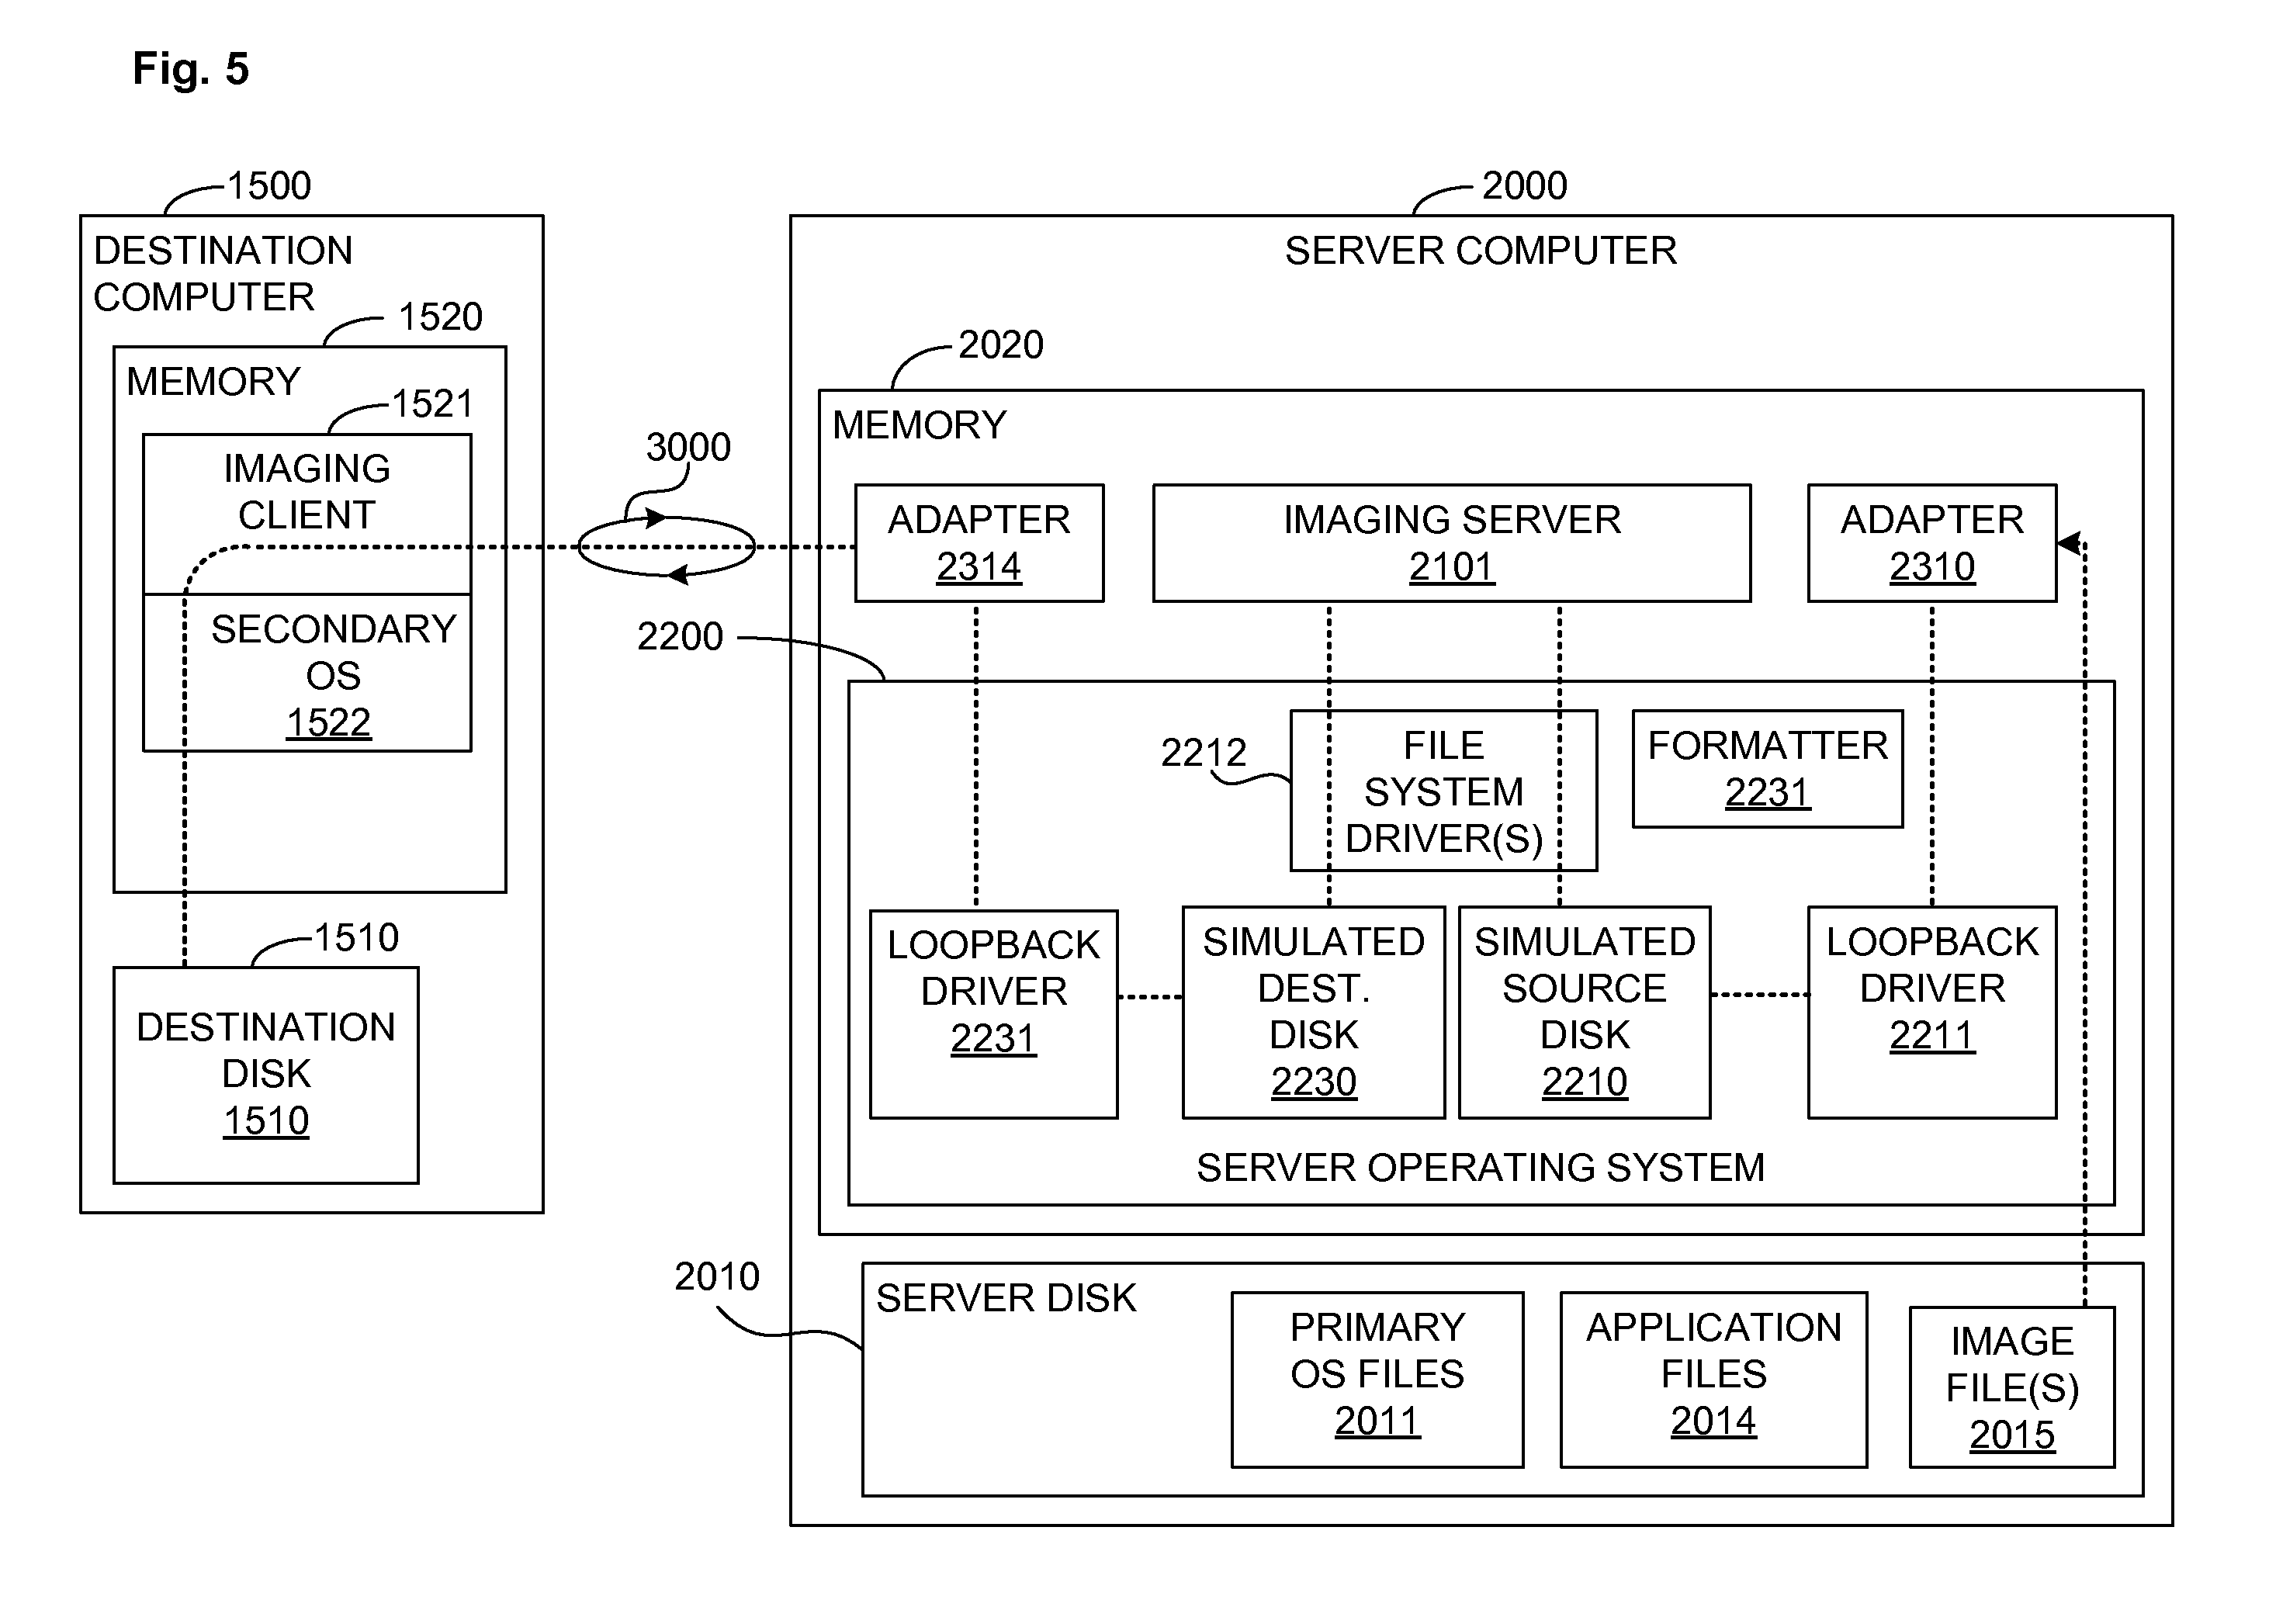 Fig. 5
1500
DESTINATION
COMPUTER
1520
MEMORY
1521
IMAGING
CLIENT
SECONDARY
OS
1522
1510
DESTINATION
DISK
1510
3000
2000
SERVER COMPUTER
2020
MEMORY
ADAPTER
2314
IMAGING SERVER
2101
ADAPTER
2310
2200
2212
FILE
SYSTEM
DRIVER(S)
FORMATTER
2231
LOOPBACK
DRIVER
2231
SIMULATED
DEST.
DISK
2230
SIMULATED
SOURCE
DISK
2210
LOOPBACK
DRIVER
2211
SERVER OPERATING SYSTEM
2010
SERVER DISK
PRIMARY
OS FILES
2011
APPLICATION
FILES
2014
IMAGE
FILE(S)
2015